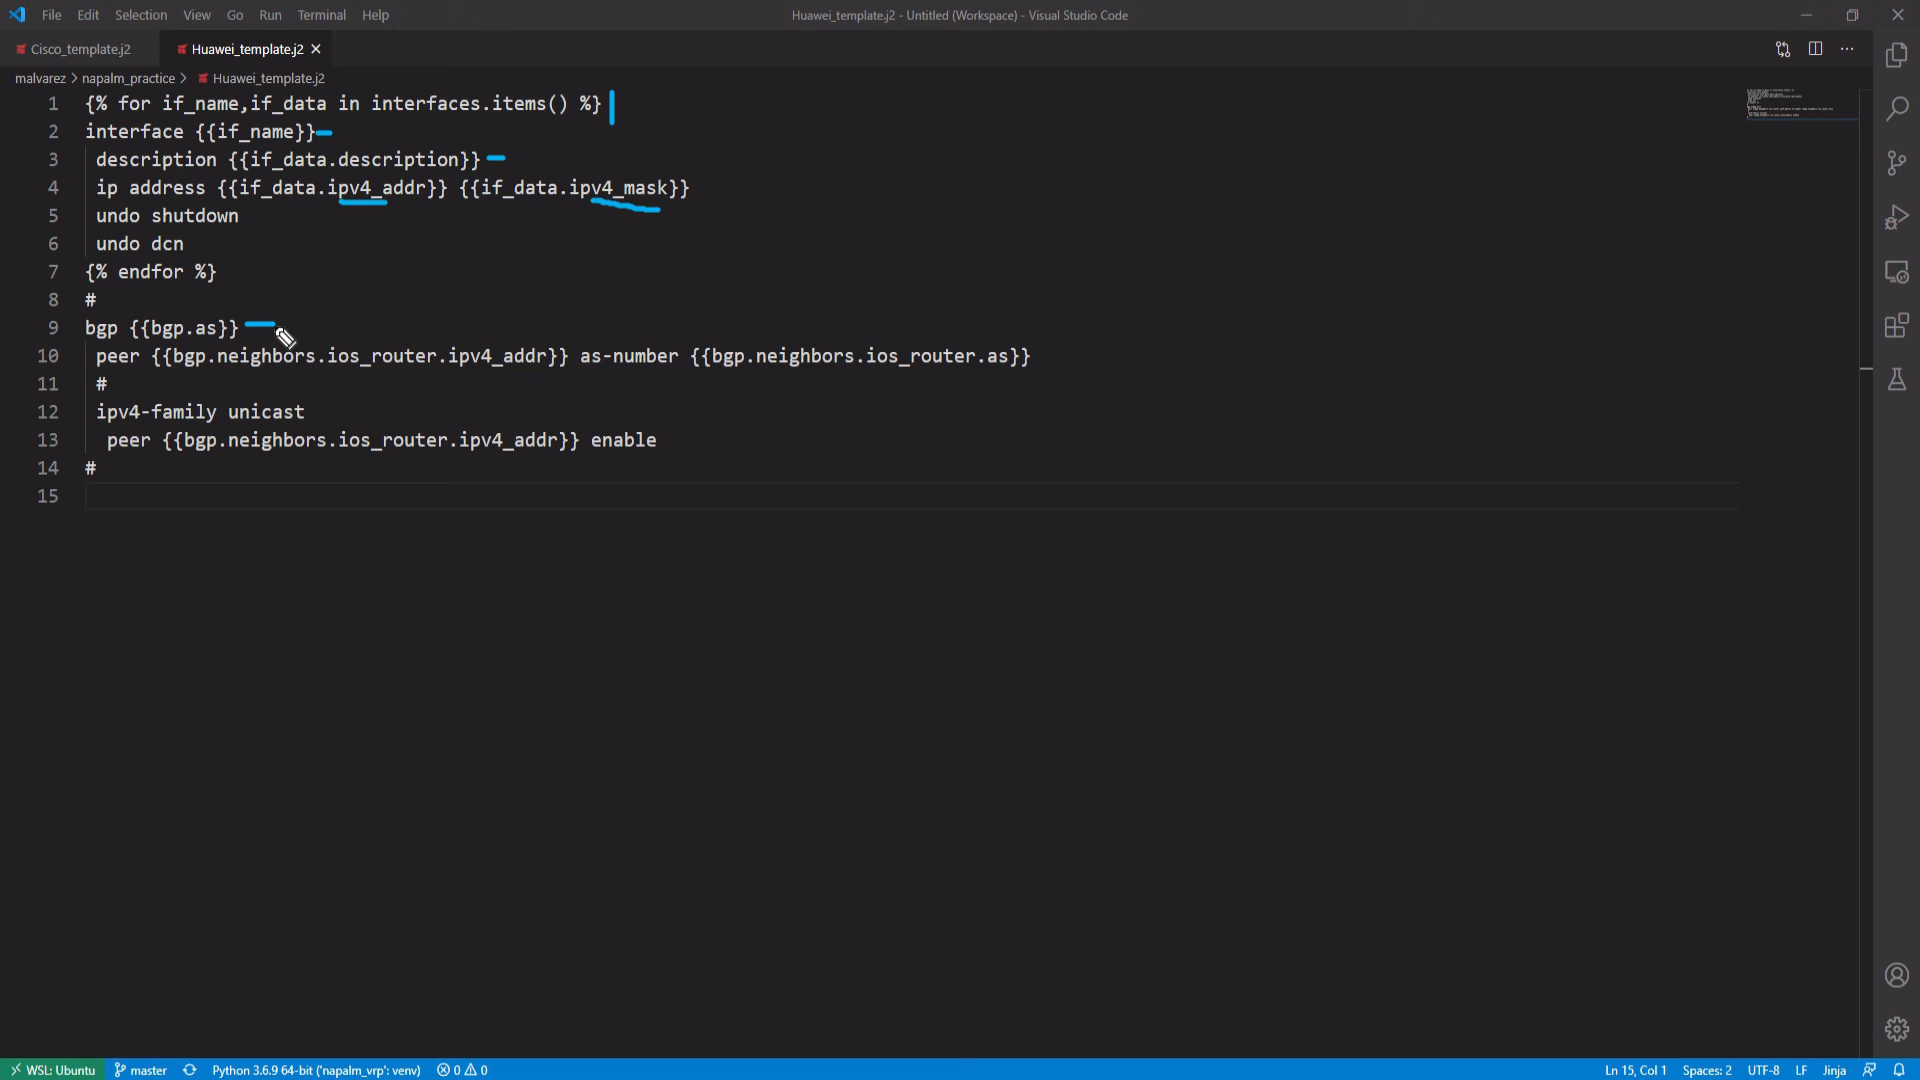 File Edit Selection View Go Run Terminal Help
Huawei_template.j2 - Untitled (Workspace) - Visual Studio Code
Cisco_template.j2
Huawei_template.j2
malvarez > napalm_practice > Huawei_template.j2
1 {% for if_name,if_data in interfaces.items() %}
2 interface {{if_name}}
3 description {{if_data.description}}
4 ip address {{if_data.ipv4_addr}} {{if_data.ipv4_mask}}
5 undo shutdown
6 undo dcn
7 {% endfor %}
8 #
9 bgp {{bgp.as}}
10 peer {{bgp.neighbors.ios_router.ipv4_addr}} as-number {{bgp.neighbors.ios_router.as}}
11 #
12 ipv4-family unicast
13 peer {{bgp.neighbors.ios_router.ipv4_addr}} enable
14 #
15
WSL: Ubuntu master Python 3.6.9 64-bit ('napalm_vrp': venv) 0 0 Ln 15, Col 1 Spaces: 2 UTF-8 LF Jinja